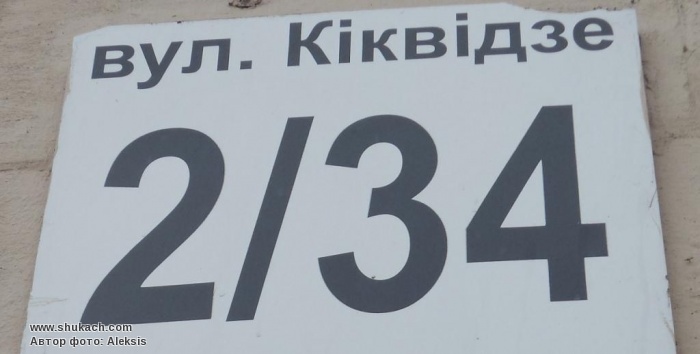 вул. Кіквідзе
2/34
www.shukach.com
Автор фото: Aleksis